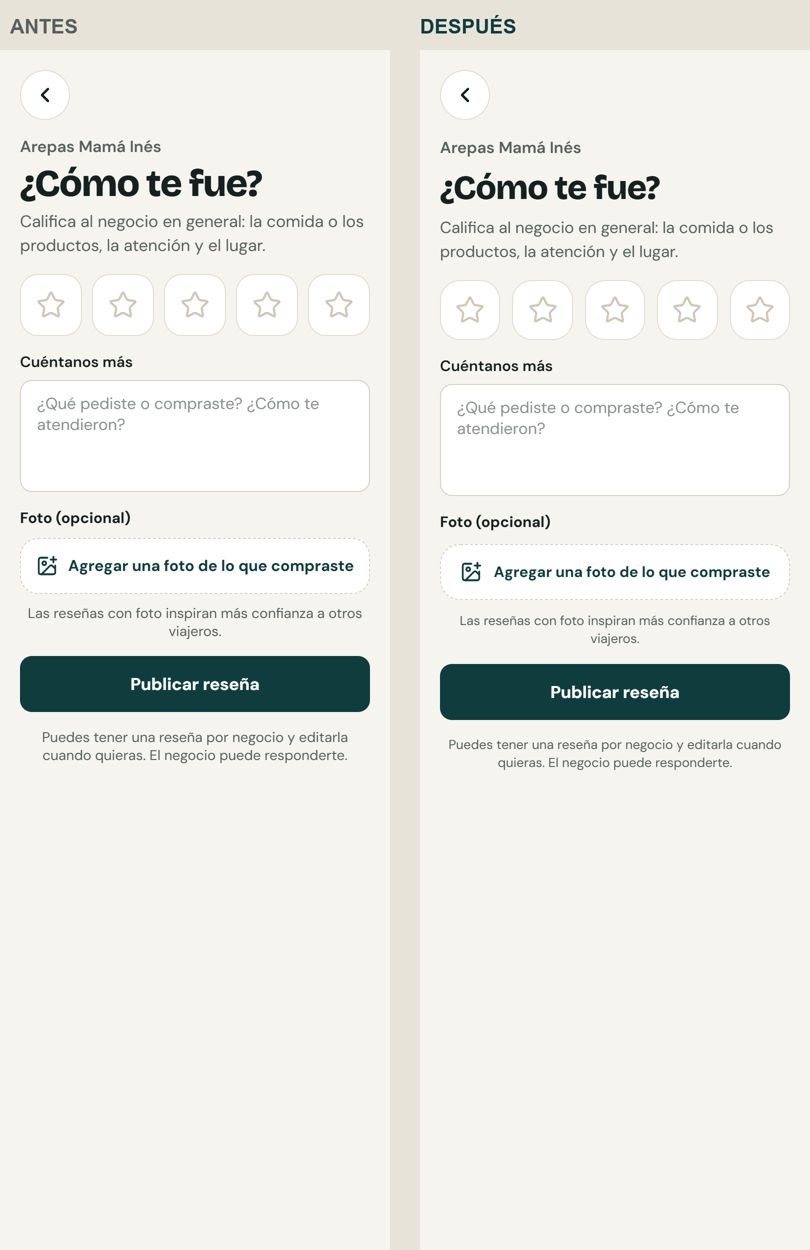 ANTES
Arepas Mamá Inés
¿Cómo te fue?
Califica al negocio en general: la comida o los
productos, la atención y el lugar.
Cuéntanos más
¿Qué pediste o compraste? ¿Cómo te
atendieron?
Foto (opcional)
Agregar una foto de lo que compraste
Las reseñas con foto inspiran más confianza a otros
viajeros.
Publicar reseña
Puedes tener una reseña por negocio y editarla
cuando quieras. El negocio puede responderte.
DESPUÉS
Arepas Mamá Inés
¿Cómo te fue?
Califica al negocio en general: la comida o los
productos, la atención y el lugar.
Cuéntanos más
¿Qué pediste o compraste? ¿Cómo te
atendieron?
Foto (opcional)
Agregar una foto de lo que compraste
Las reseñas con foto inspiran más confianza a otros
viajeros.
Publicar reseña
Puedes tener una reseña por negocio y editarla cuando
quieras. El negocio puede responderte.